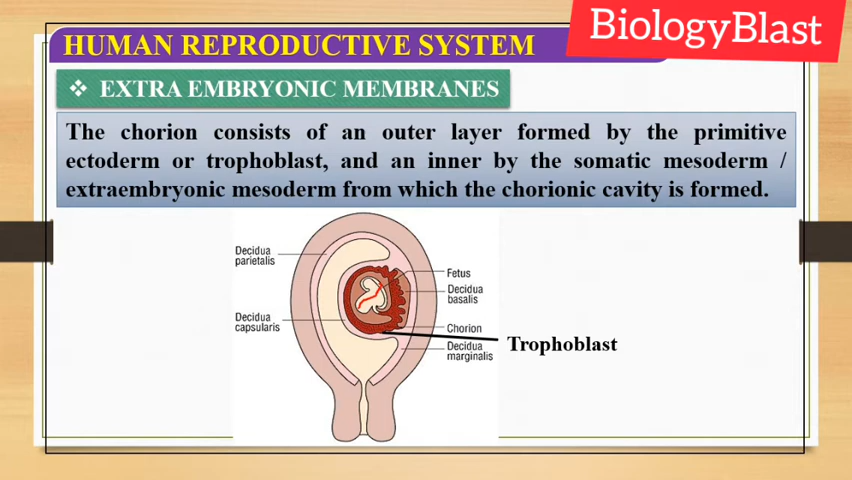 HUMAN REPRODUCTIVE SYSTEM
BiologyBlast
❖ EXTRA EMBRYONIC MEMBRANES
The chorion consists of an outer layer formed by the primitive
ectoderm or trophoblast, and an inner by the somatic mesoderm /
extraembryonic mesoderm from which the chorionic cavity is formed.
Decidua
parietalis
Fetus
Decidua
basalis
Decidua
capsularis
Chorion
Decidua
marginalis
Trophoblast